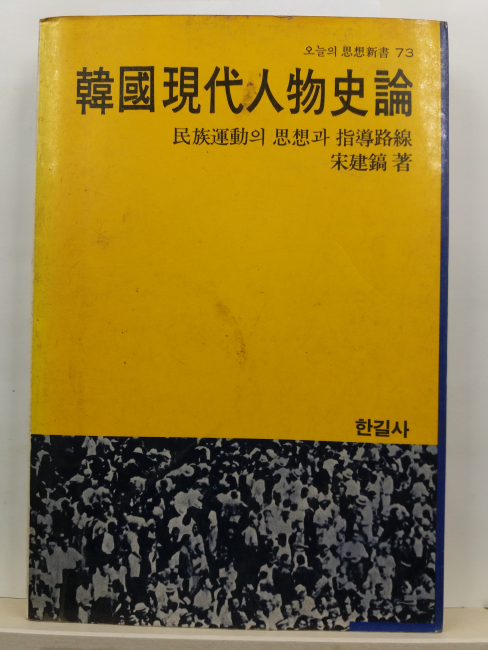 오늘의 思想新書 73
韓國現代人物史論
民族運動의 思想과 指導路線
宋建鎬 著
한길사